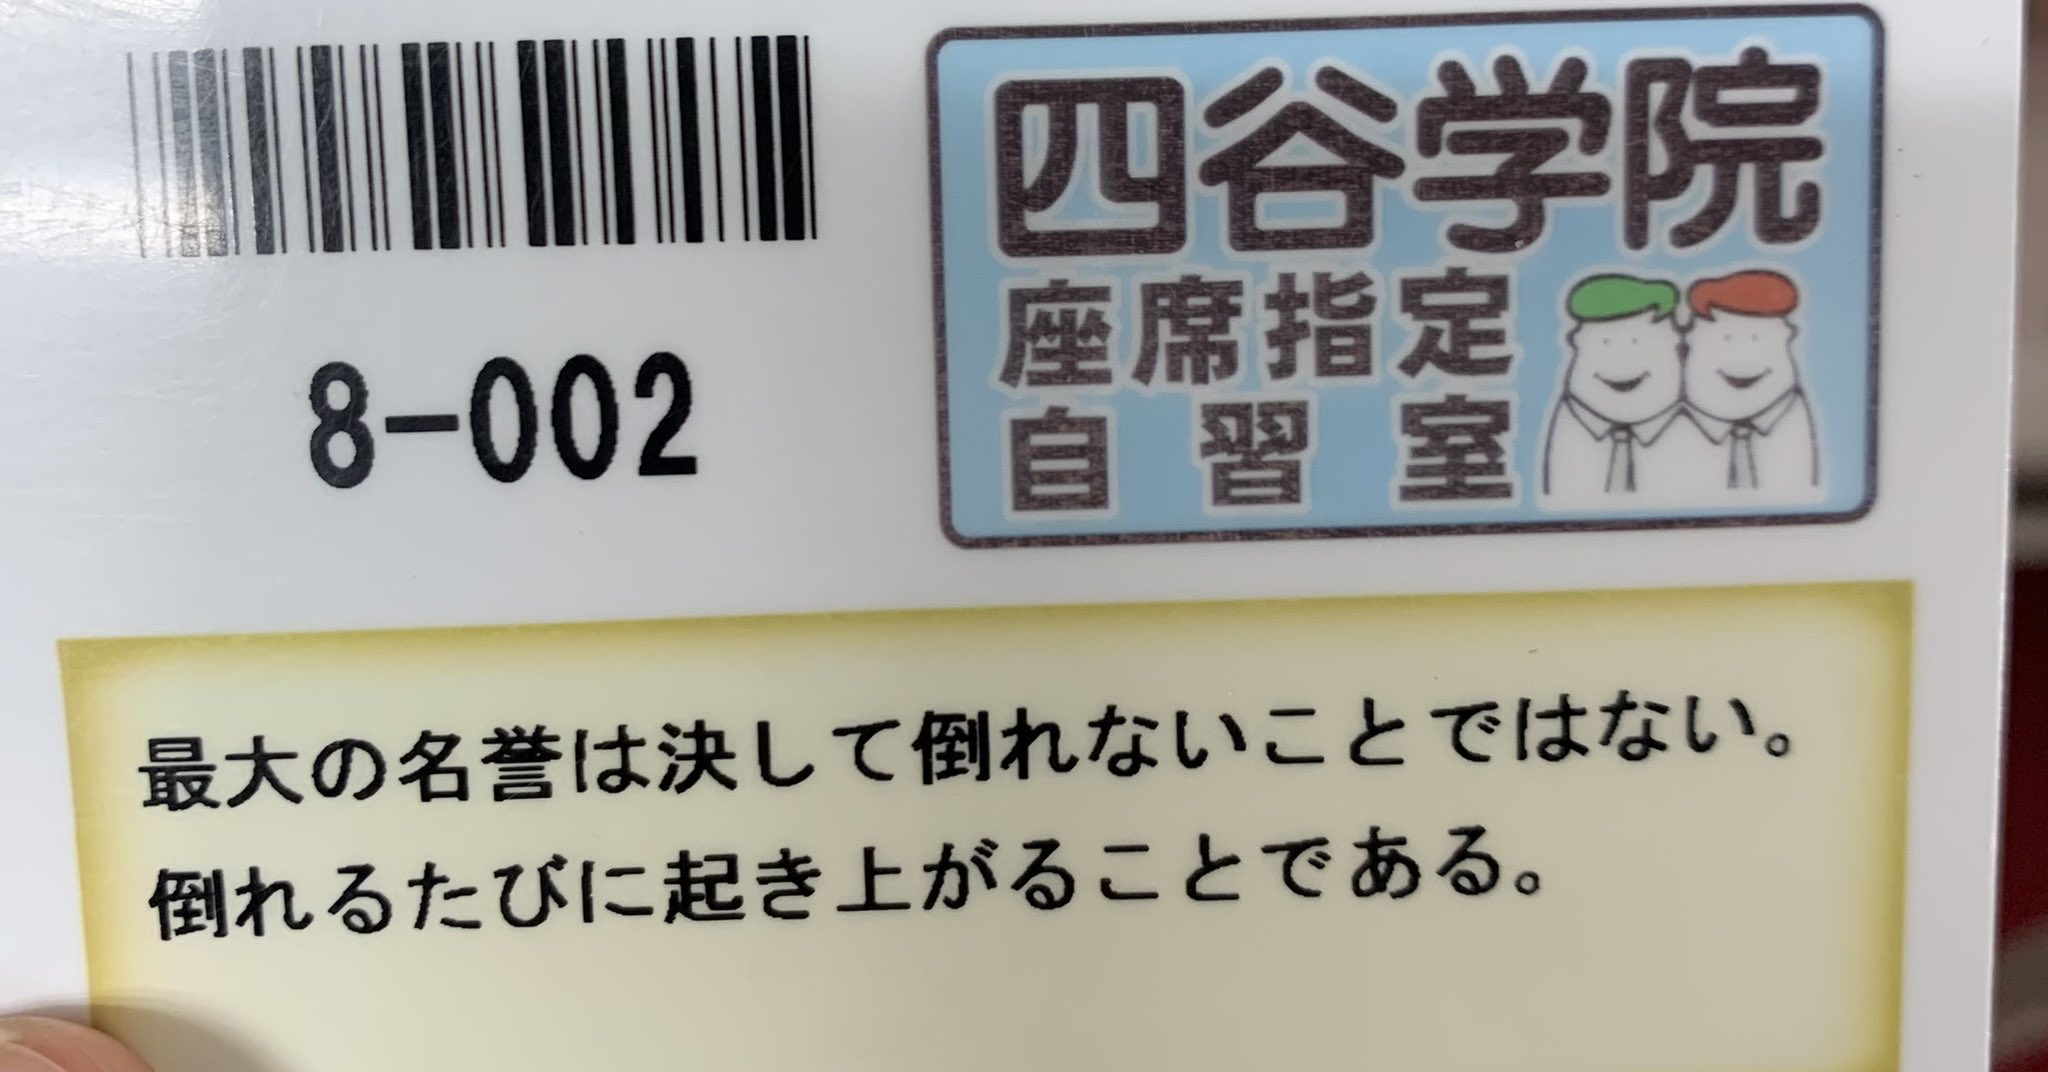 8-002
四谷学院
座席指定
自習室
最大の名誉は決して倒れないことではない。
倒れるたびに起き上がることである。